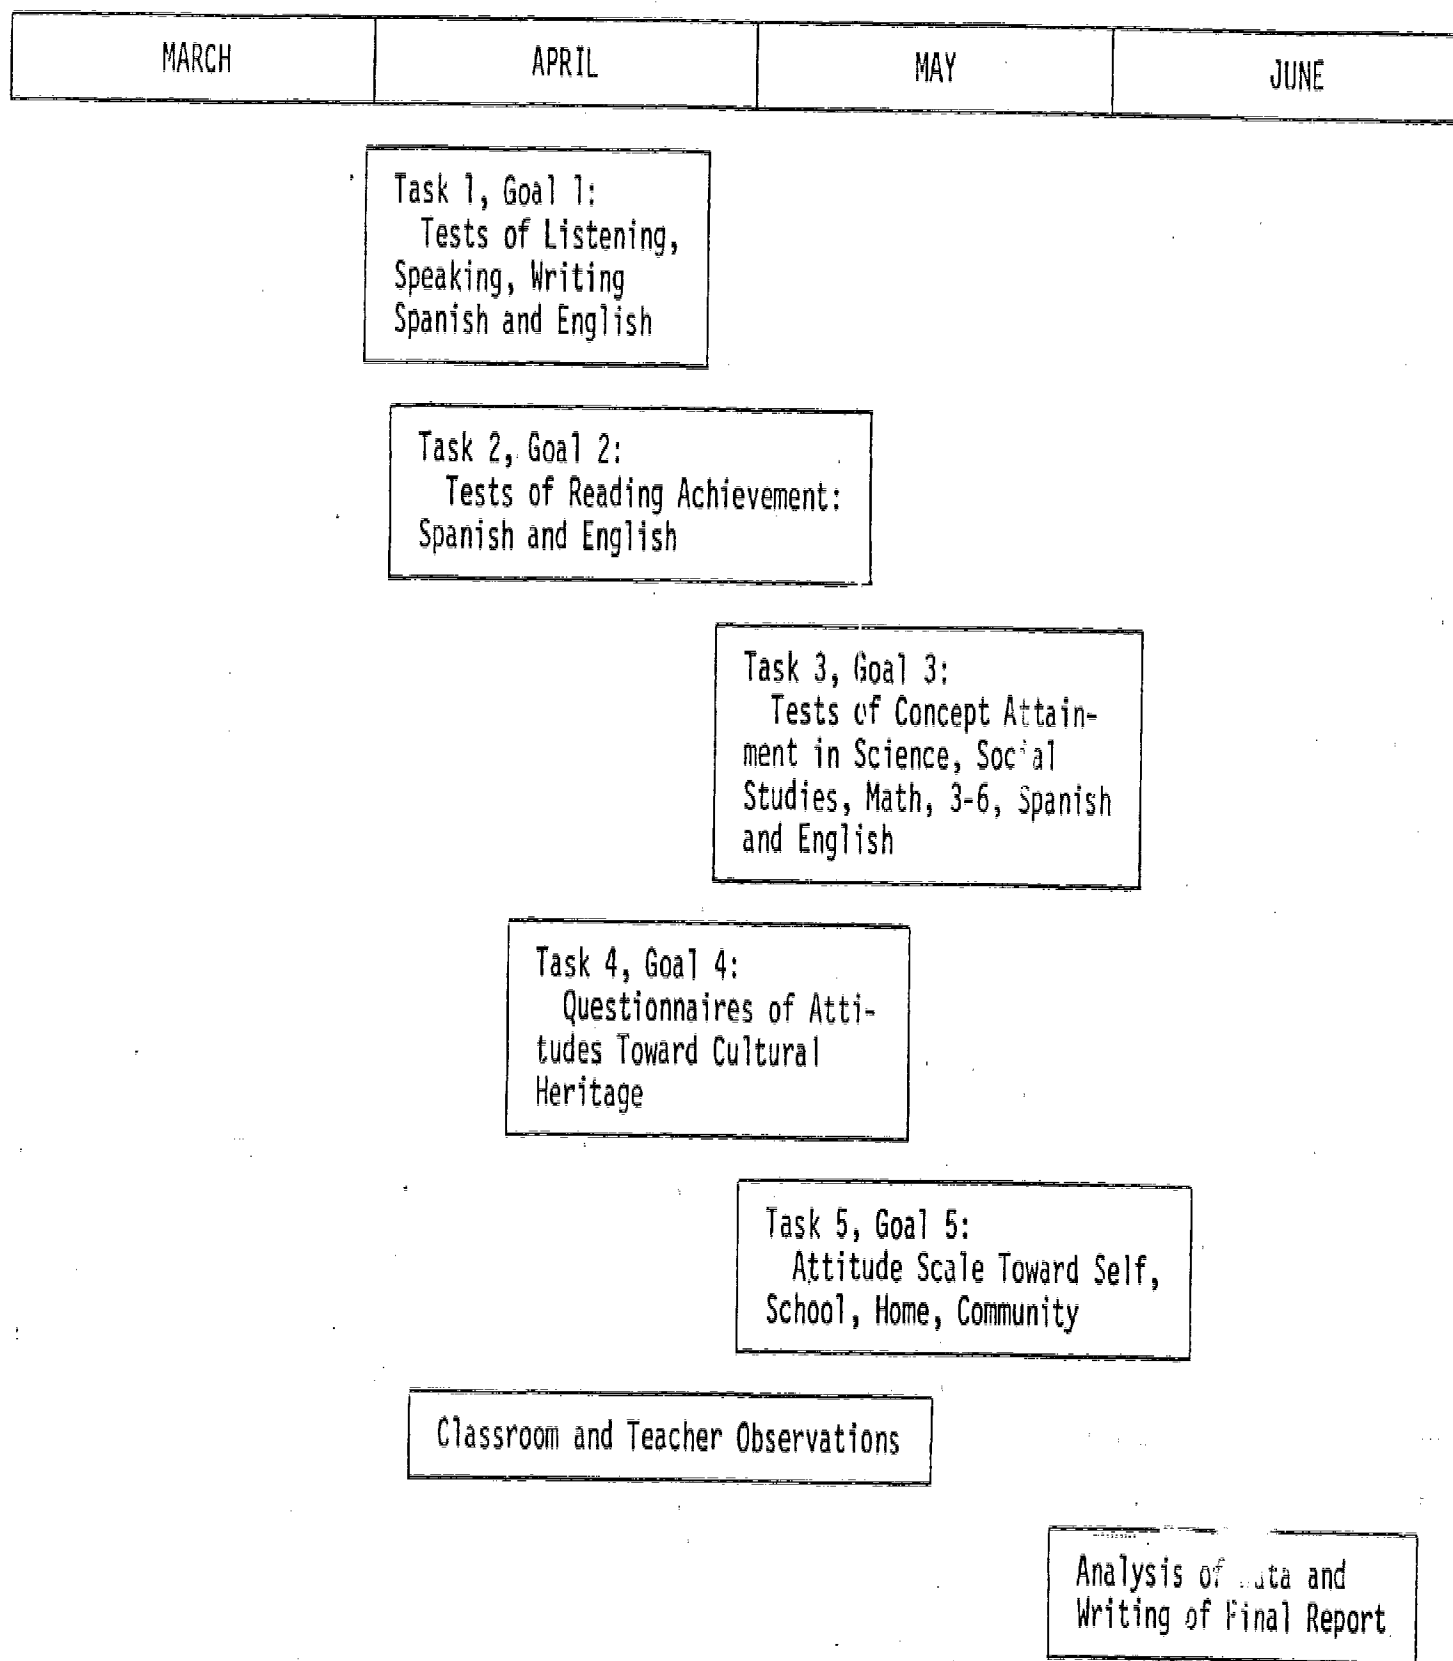 MARCH APRIL MAY JUNE
Task 1, Goal 1:
Tests of Listening,
Speaking, Writing
Spanish and English
Task 2, Goal 2:
Tests of Reading Achievement:
Spanish and English
Task 3, Goal 3:
Tests of Concept Attain-
ment in Science, Social
Studies, Math, 3-6, Spanish
and English
Task 4, Goal 4:
Questionnaires of Atti-
tudes Toward Cultural
Heritage
Task 5, Goal 5:
Attitude Scale Toward Self,
School, Home, Community
Classroom and Teacher Observations
Analysis of Data and
Writing of Final Report